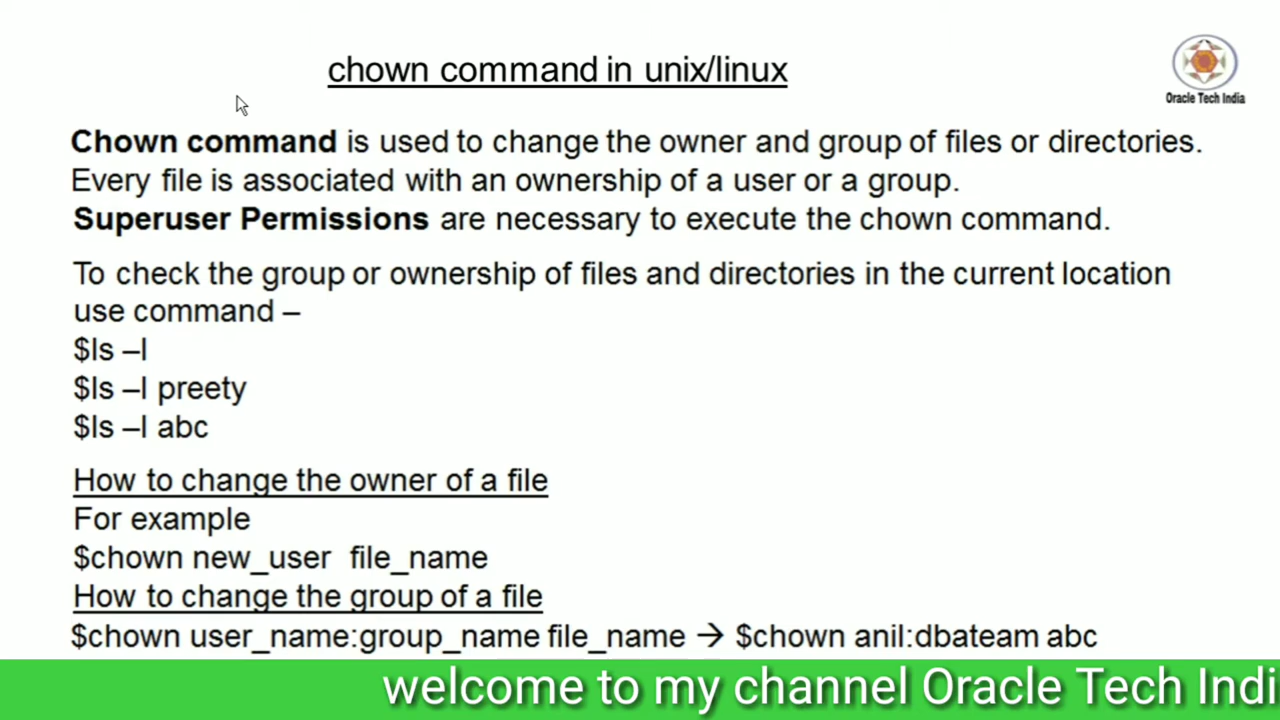 chown command in unix/linux
Oracle Tech India
Chown command is used to change the owner and group of files or directories.
Every file is associated with an ownership of a user or a group.
Superuser Permissions are necessary to execute the chown command.
To check the group or ownership of files and directories in the current location
use command –
$ls –l
$ls –l preety
$ls –l abc
How to change the owner of a file
For example
$chown new_user file_name
How to change the group of a file
$chown user_name:group_name file_name → $chown anil:dbateam abc
welcome to my channel Oracle Tech Indi